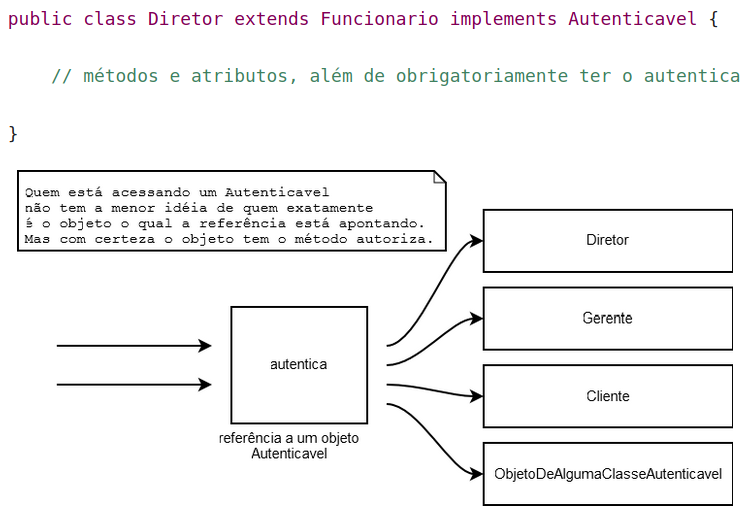 public class Diretor extends Funcionario implements Autenticavel {
// métodos e atributos, além de obrigatoriamente ter o autentica
}
Quem está acessando um Autenticavel
não tem a menor idéia de quem exatamente
é o objeto o qual a referência está apontando.
Mas com certeza o objeto tem o método autoriza.
Diretor
Gerente
autentica
Cliente
referência a um objeto
Autenticavel
ObjetoDeAlgumaClasseAutenticavel